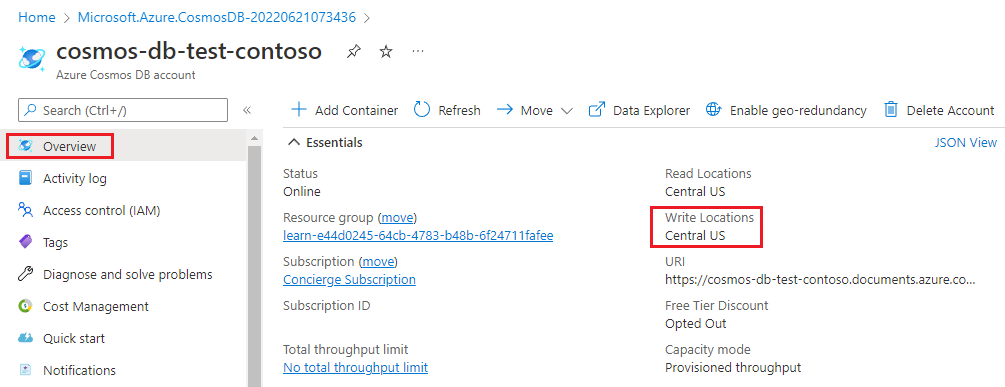 Home > Microsoft.Azure.CosmosDB-20220621073436 >
cosmos-db-test-contoso
Azure Cosmos DB account
Search (Ctrl+/)
«
Overview
Activity log
Access control (IAM)
Tags
Diagnose and solve problems
Cost Management
Quick start
Notifications
+ Add Container
Refresh
Move
Data Explorer
Enable geo-redundancy
Delete Account
Essentials
JSON View
Status
Online
Resource group (move)
learn-e44d0245-64cb-4783-b48b-6f24711fafee
Subscription (move)
Concierge Subscription
Subscription ID
Total throughput limit
No total throughput limit
Read Locations
Central US
Write Locations
Central US
URI
https://cosmos-db-test-contoso.documents.azure.co...
Free Tier Discount
Opted Out
Capacity mode
Provisioned throughput